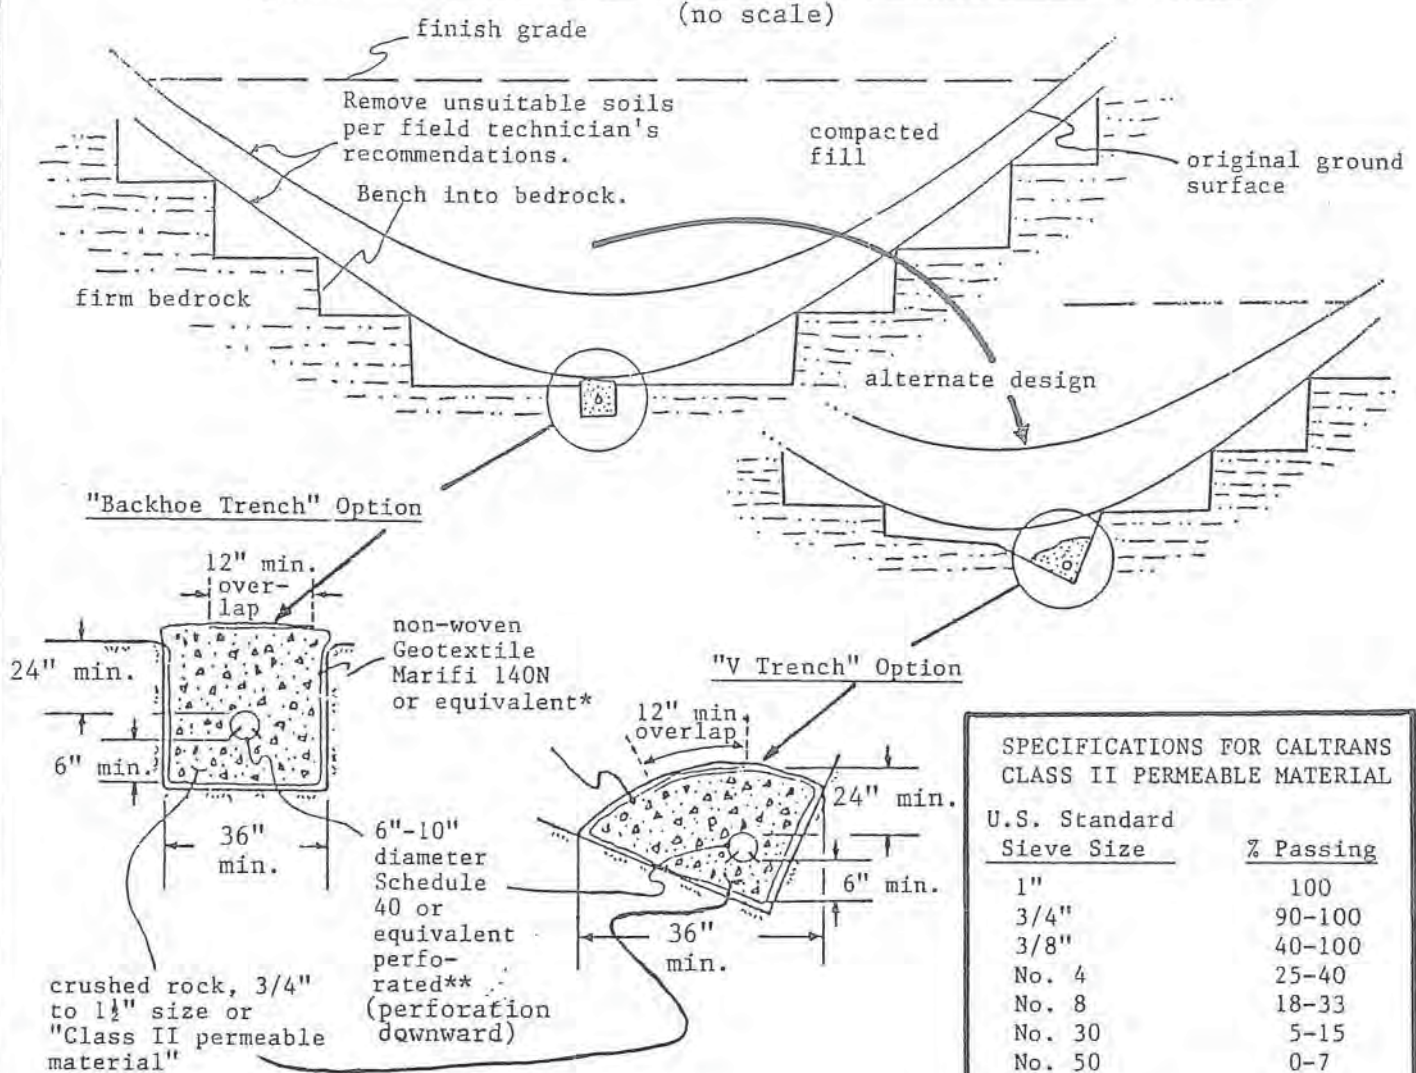 (no scale)
finish grade
Remove unsuitable soils
per field technician's
recommendations.
compacted
fill
original ground
surface
Bench into bedrock.
firm bedrock
alternate design
"Backhoe Trench" Option
12" min.
over-
lap
24" min.
6" min.
36"
min.
non-woven
Geotextile
Marifi 140N
or equivalent*
"V Trench" Option
12" min.
overlap
24" min.
6" min.
36"
min.
6"-10"
diameter
Schedule
40 or
equivalent
perfo-
rated**
(perforation
downward)
crushed rock, 3/4"
to 1½" size or
"Class II permeable
material"
SPECIFICATIONS FOR CALTRANS
CLASS II PERMEABLE MATERIAL
U.S. Standard
Sieve Size % Passing
1" 100
3/4" 90-100
3/8" 40-100
No. 4 25-40
No. 8 18-33
No. 30 5-15
No. 50 0-7